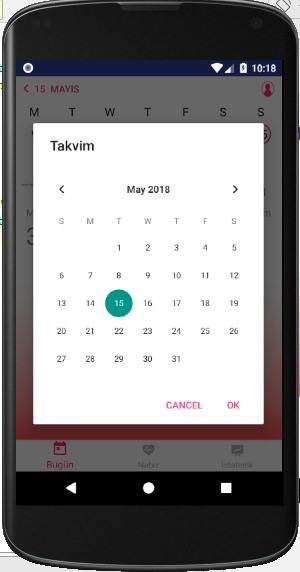 10:18
15 MAYIS
M T W T F S S
Takvim
May 2018
S M T W T F S
1 2 3 4 5
6 7 8 9 10 11 12
13 14 15 16 17 18 19
20 21 22 23 24 25 26
27 28 29 30 31
CANCEL OK
Bugün